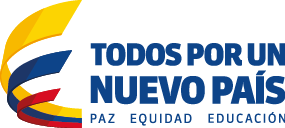 TODOS POR UN
NUEVO PAÍS
PAZ EQUIDAD EDUCACIÓN